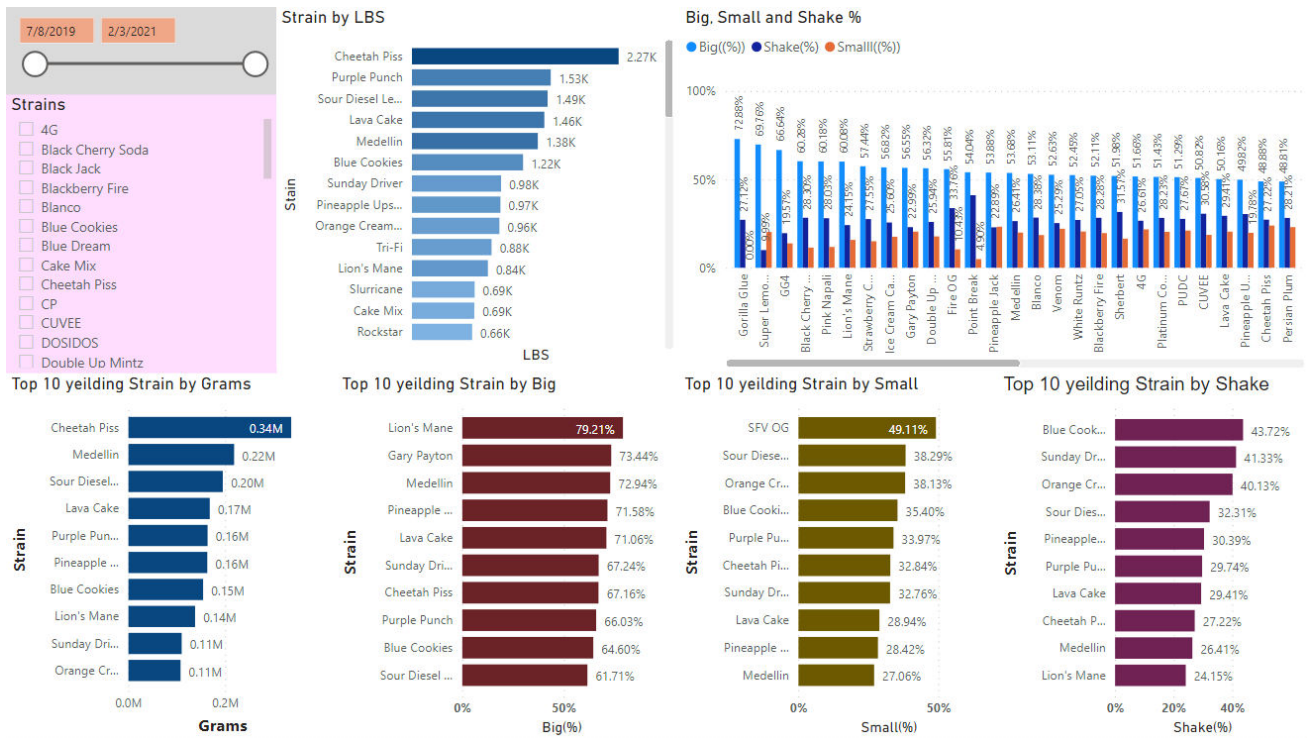 7/8/2019 2/3/2021
Strains
4G
Black Cherry Soda
Black Jack
Blackberry Fire
Blanco
Blue Cookies
Blue Dream
Cake Mix
Cheetah Piss
CP
CUVEE
DOSIDOS
Double Up Mintz
Strain by LBS
Stain
Cheetah Piss 2.27K
Purple Punch 1.53K
Sour Diesel Le... 1.49K
Lava Cake 1.46K
Medellin 1.38K
Blue Cookies 1.22K
Sunday Driver 0.98K
Pineapple Ups... 0.97K
Orange Cream... 0.96K
Tri-Fi 0.88K
Lion's Mane 0.84K
Slurricane 0.69K
Cake Mix 0.69K
Rockstar 0.66K
LBS
Big, Small and Shake %
Big((%)) Shake(%) Smalll((%))
100%
50%
0%
72.88% 27.12% 0.00%
69.76% 9.99%
66.64% 19.57%
60.28% 28.30%
60.18% 28.03%
60.08% 24.15%
57.44% 27.55%
56.82% 25.60%
56.55% 22.99%
56.32% 25.94%
55.81% 33.76% 10.43%
54.04% 4.90%
53.88% 22.89%
53.68% 26.41%
53.11% 28.38%
52.63% 25.29%
52.45% 27.05%
52.11% 28.28%
51.98% 31.57%
51.66% 26.61%
51.43% 28.23%
51.29% 27.67%
50.82% 30.58%
50.16% 29.41%
49.82% 19.78%
48.88% 27.22%
48.81% 28.21%
Gorilla Glue
Super Lemo...
GG4
Black Cherry ...
Pink Napali
Lion's Mane
Strawberry C...
Ice Cream Ca...
Gary Payton
Double Up ...
Fire OG
Point Break
Pineapple Jack
Medellin
Blanco
Venom
White Runtz
Blackberry Fire
Sherbert
4G
Platinum Co...
PUDC
CUVEE
Lava Cake
Pineapple U...
Cheetah Piss
Persian Plum
Top 10 yeilding Strain by Grams
Strain
Cheetah Piss 0.34M
Medellin 0.22M
Sour Diesel... 0.20M
Lava Cake 0.17M
Purple Pun... 0.16M
Pineapple ... 0.16M
Blue Cookies 0.15M
Lion's Mane 0.14M
Sunday Dri... 0.11M
Orange Cr... 0.11M
0.0M 0.2M
Grams
Top 10 yeilding Strain by Big
Strain
Lion's Mane 79.21%
Gary Payton 73.44%
Medellin 72.94%
Pineapple ... 71.58%
Lava Cake 71.06%
Sunday Dri... 67.24%
Cheetah Piss 67.16%
Purple Punch 66.03%
Blue Cookies 64.60%
Sour Diesel ... 61.71%
0% 50%
Big(%)
Top 10 yeilding Strain by Small
Strain
SFV OG 49.11%
Sour Diese... 38.29%
Orange Cr... 38.13%
Blue Cooki... 35.40%
Purple Pu... 33.97%
Cheetah Pi... 32.84%
Sunday Dr... 32.76%
Lava Cake 28.94%
Pineapple ... 28.42%
Medellin 27.06%
0% 50%
Small(%)
Top 10 yeilding Strain by Shake
Strain
Blue Cook... 43.72%
Sunday Dr... 41.33%
Orange Cr... 40.13%
Sour Dies... 32.31%
Pineapple... 30.39%
Purple Pu... 29.74%
Lava Cake 29.41%
Cheetah P... 27.22%
Medellin 26.41%
Lion's Mane 24.15%
0% 20% 40%
Shake(%)